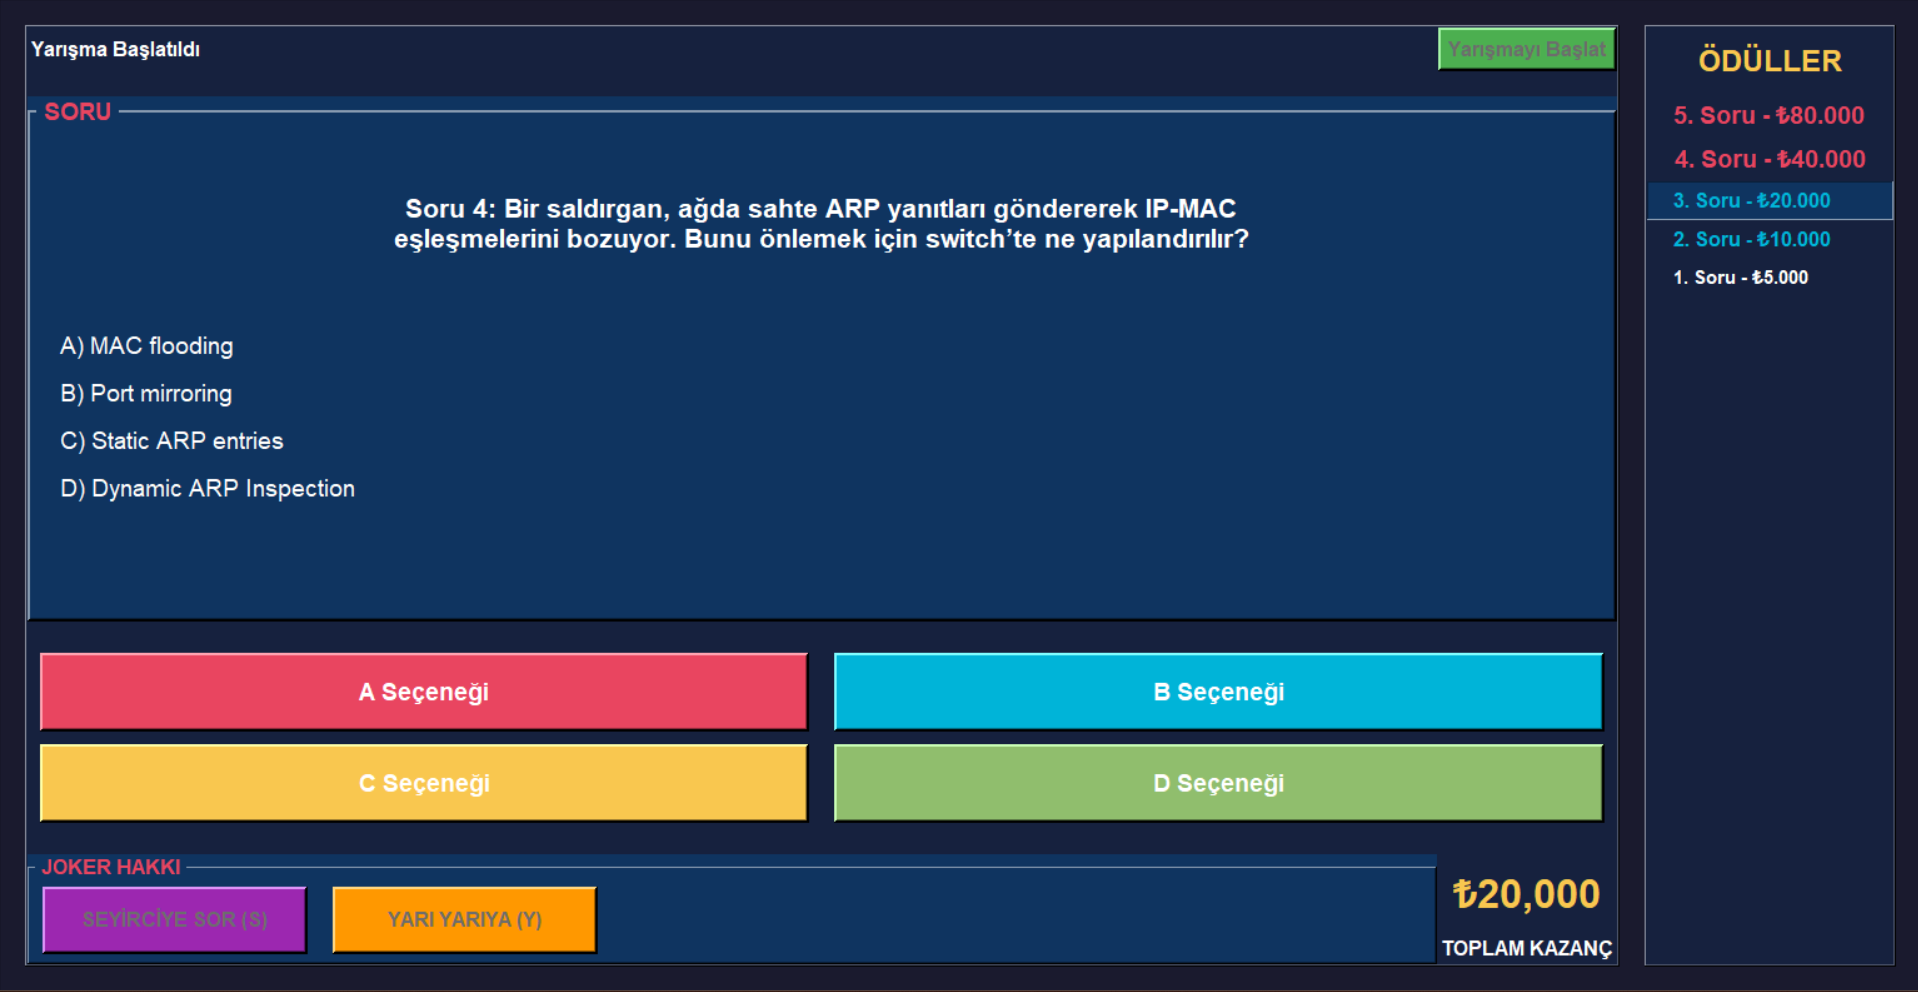 Yarışma Başlatıldı
Yarışmayı Başlat
SORU
Soru 4: Bir saldırgan, ağda sahte ARP yanıtları göndererek IP-MAC
eşleşmelerini bozuyor. Bunu önlemek için switch’te ne yapılandırılır?
A) MAC flooding
B) Port mirroring
C) Static ARP entries
D) Dynamic ARP Inspection
A Seçeneği
B Seçeneği
C Seçeneği
D Seçeneği
JOKER HAKKI
SEYİRCİYE SOR (S)
YARI YARIYA (Y)
₺20,000
TOPLAM KAZANÇ
ÖDÜLLER
5. Soru - ₺80.000
4. Soru - ₺40.000
3. Soru - ₺20.000
2. Soru - ₺10.000
1. Soru - ₺5.000